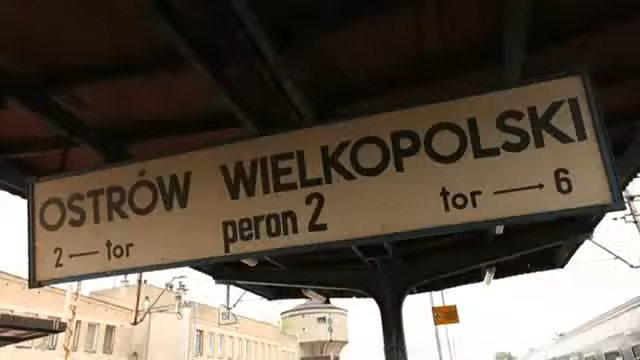 OSTRÓW WIELKOPOLSKI
2 — tor peron 2 tor → 6